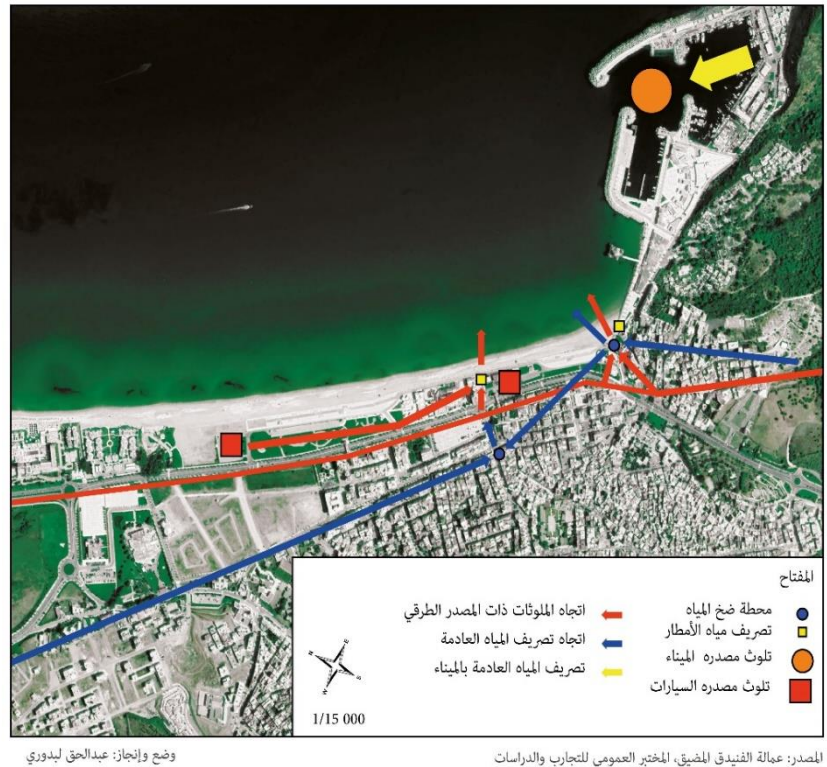 المفتاح
محطة ضخ المياه
تصريف مياه الأمطار
تلوث مصدره الميناء
تلوث مصدره السيارات
اتجاه الملوثات ذات المصدر الطرقي
اتجاه تصريف المياه العادمة
تصريف المياه العادمة بالميناء
N
E
S
W
1/15 000
المصدر: عمالة الفنيدق المضيق، المختبر العمومي للتجارب والدراسات
وضع وإنجاز: عبدالحق لبدوري